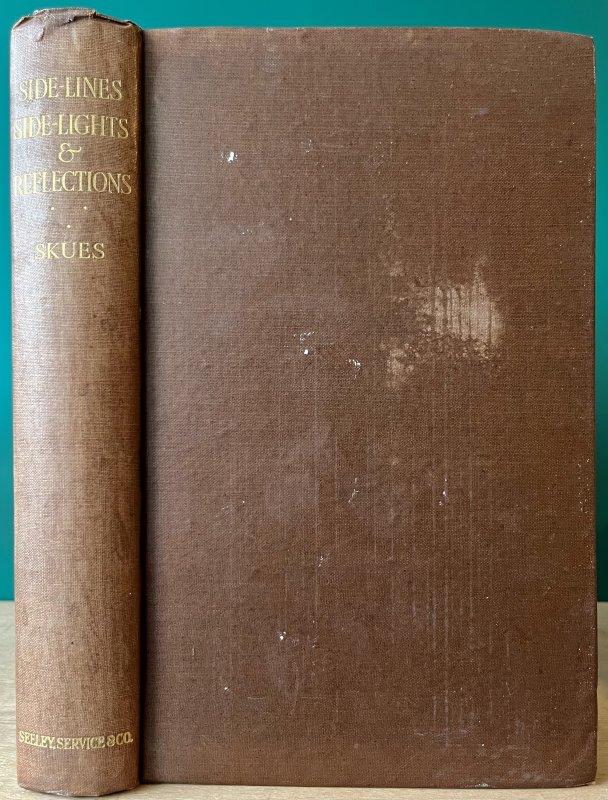 SIDE-LINES
SIDE-LIGHTS
&
REFLECTIONS
SKUES
SEELEY, SERVICE & CO.